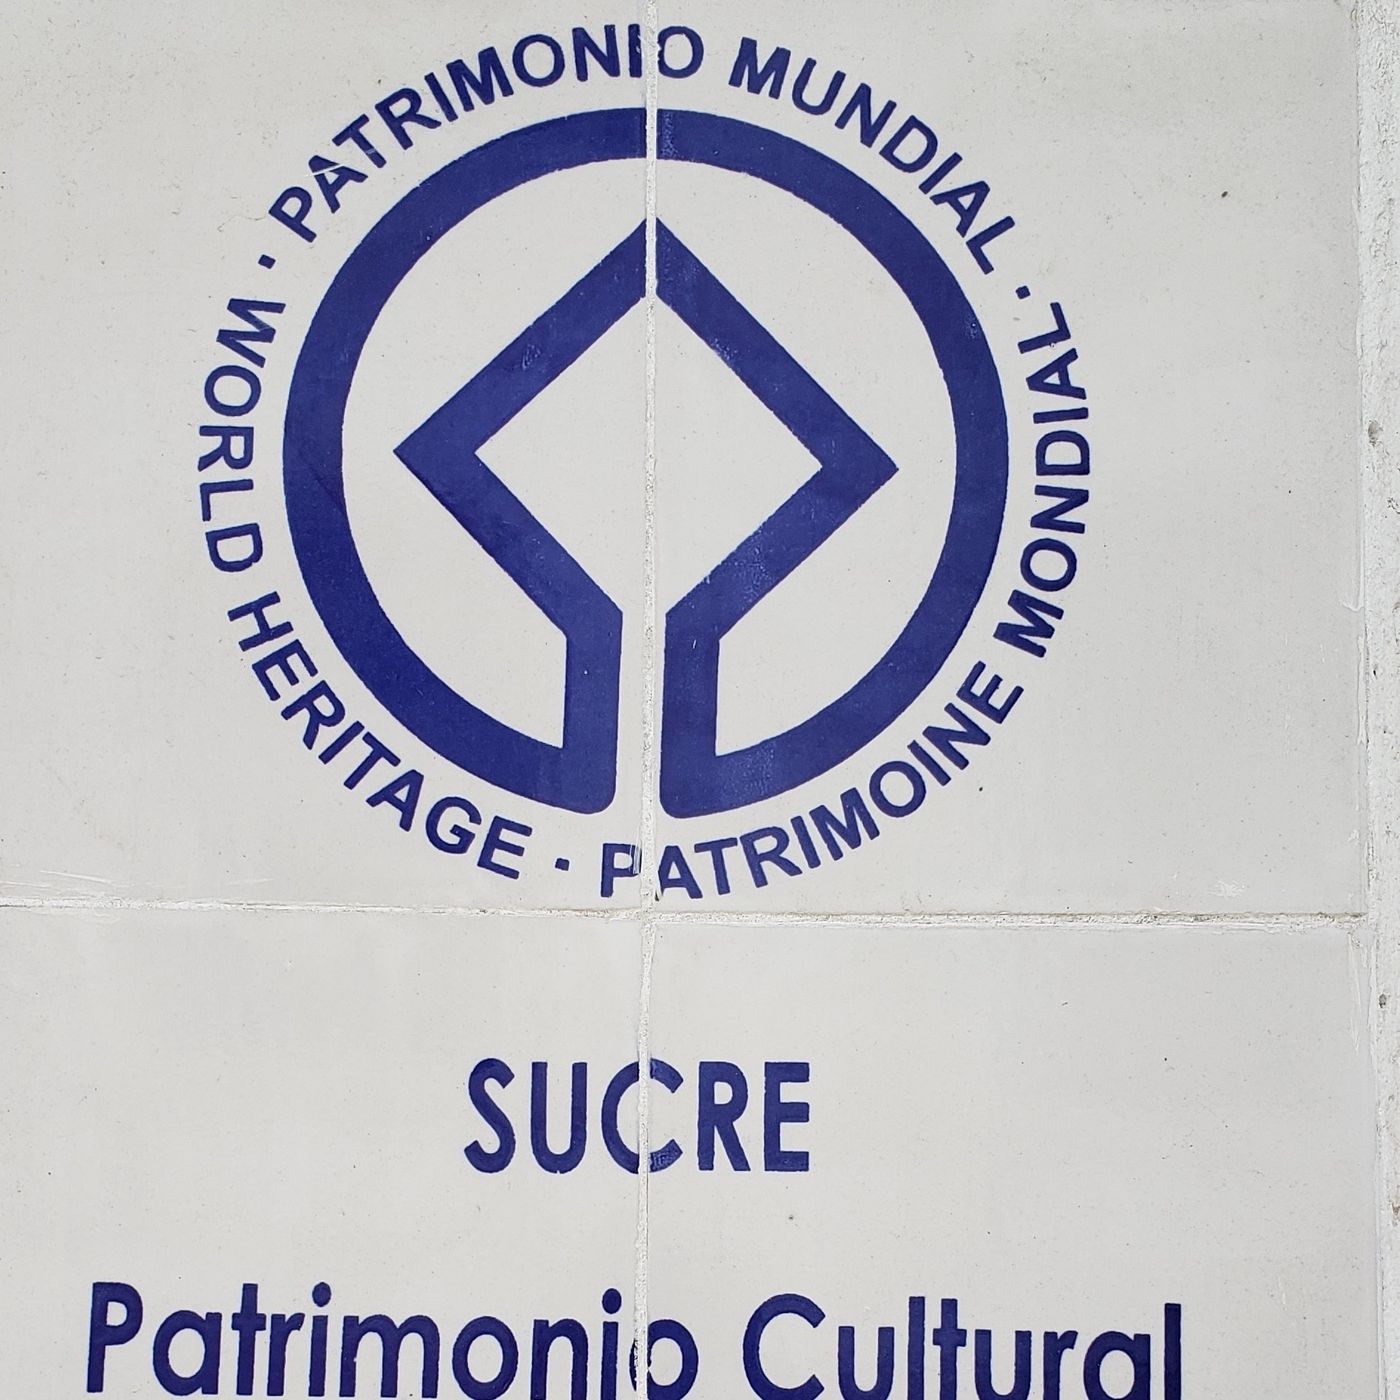 · PATRIMONIO MUNDIAL ·
WORLD HERITAGE · PATRIMOINE MONDIAL
SUCRE
Patrimonio Cultural